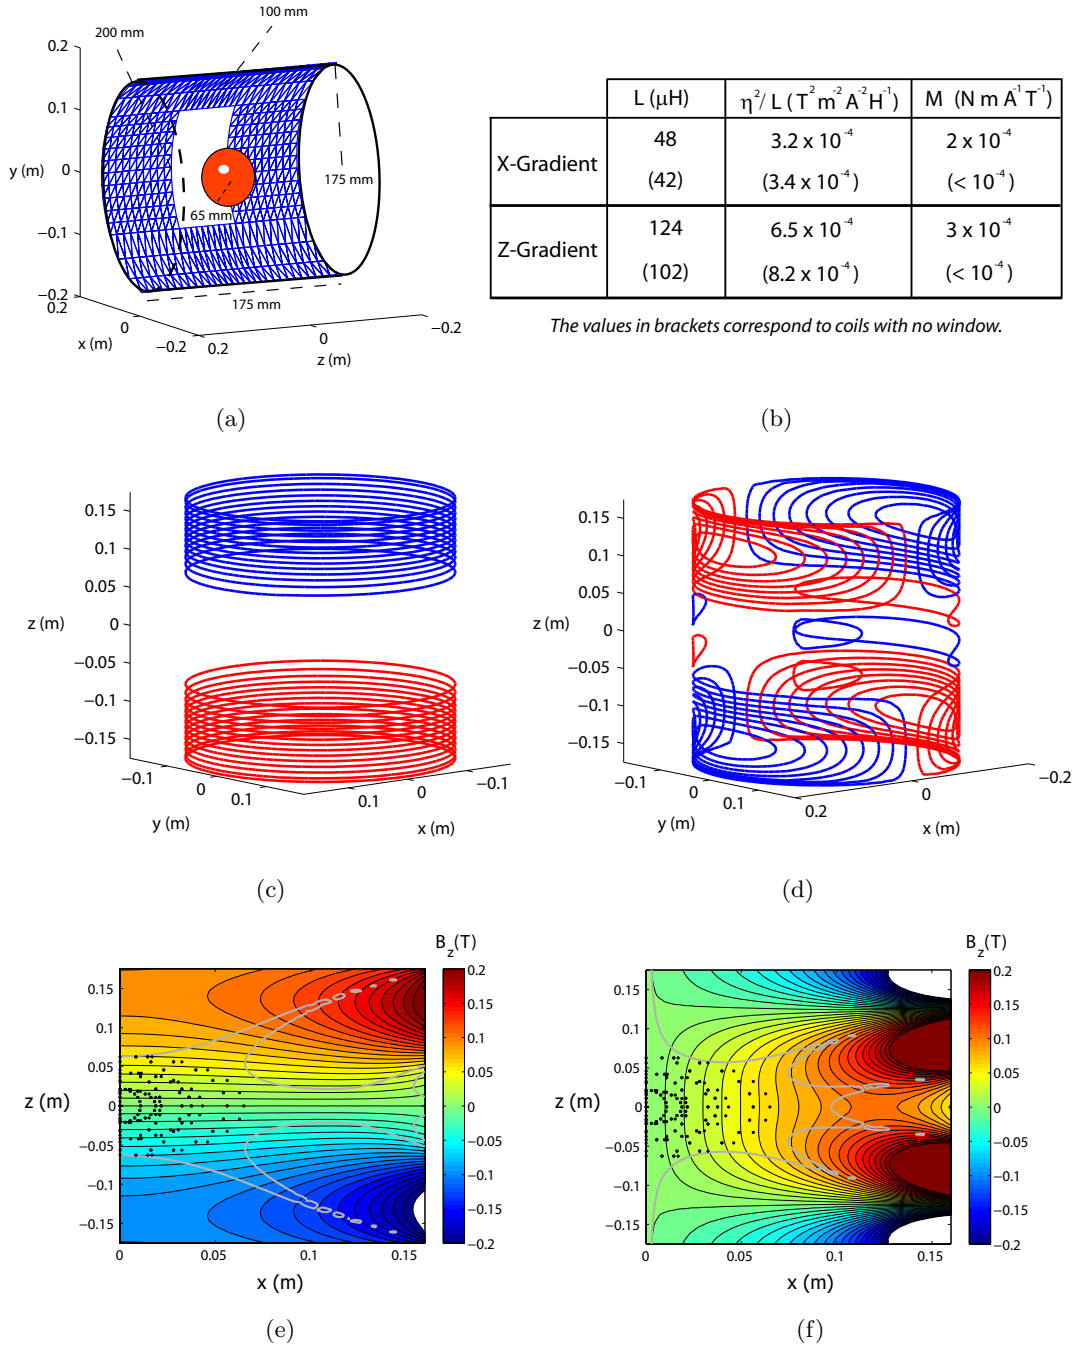 200 mm
100 mm
0.2
0.1
y (m) 0
−0.1
−0.2
0.2
65 mm
175 mm
175 mm
0
x (m)
−0.2
0.2
0
z (m)
−0.2
L (μH) η²/ L ( T² m⁻² A⁻² H⁻¹) M (N m A⁻¹ T⁻¹)
X-Gradient 48 3.2 x 10⁻⁴ 2 x 10⁻⁴
(42) (3.4 x 10⁻⁴) (< 10⁻⁴)
Z-Gradient 124 6.5 x 10⁻⁴ 3 x 10⁻⁴
(102) (8.2 x 10⁻⁴) (< 10⁻⁴)
The values in brackets correspond to coils with no window.
(a)
(b)
0.15
0.1
0.05
z (m) 0
−0.05
−0.1
−0.15
−0.1 0 0.1
y (m)
0.1 0 −0.1
x (m)
0.15
0.1
0.05
z (m) 0
−0.05
−0.1
−0.15
−0.1 0 0.1
y (m)
0.2 0 −0.2
x (m)
(c)
(d)
B_z(T)
0.15
0.1
0.05
z (m) 0
−0.05
−0.1
−0.15
0 0.05 0.1 0.15
x (m)
0.2
0.15
0.1
0.05
0
−0.05
−0.1
−0.15
−0.2
B_z(T)
0.15
0.1
0.05
z (m) 0
−0.05
−0.1
−0.15
0 0.05 0.1 0.15
x (m)
0.2
0.15
0.1
0.05
0
−0.05
−0.1
−0.15
−0.2
(e)
(f)